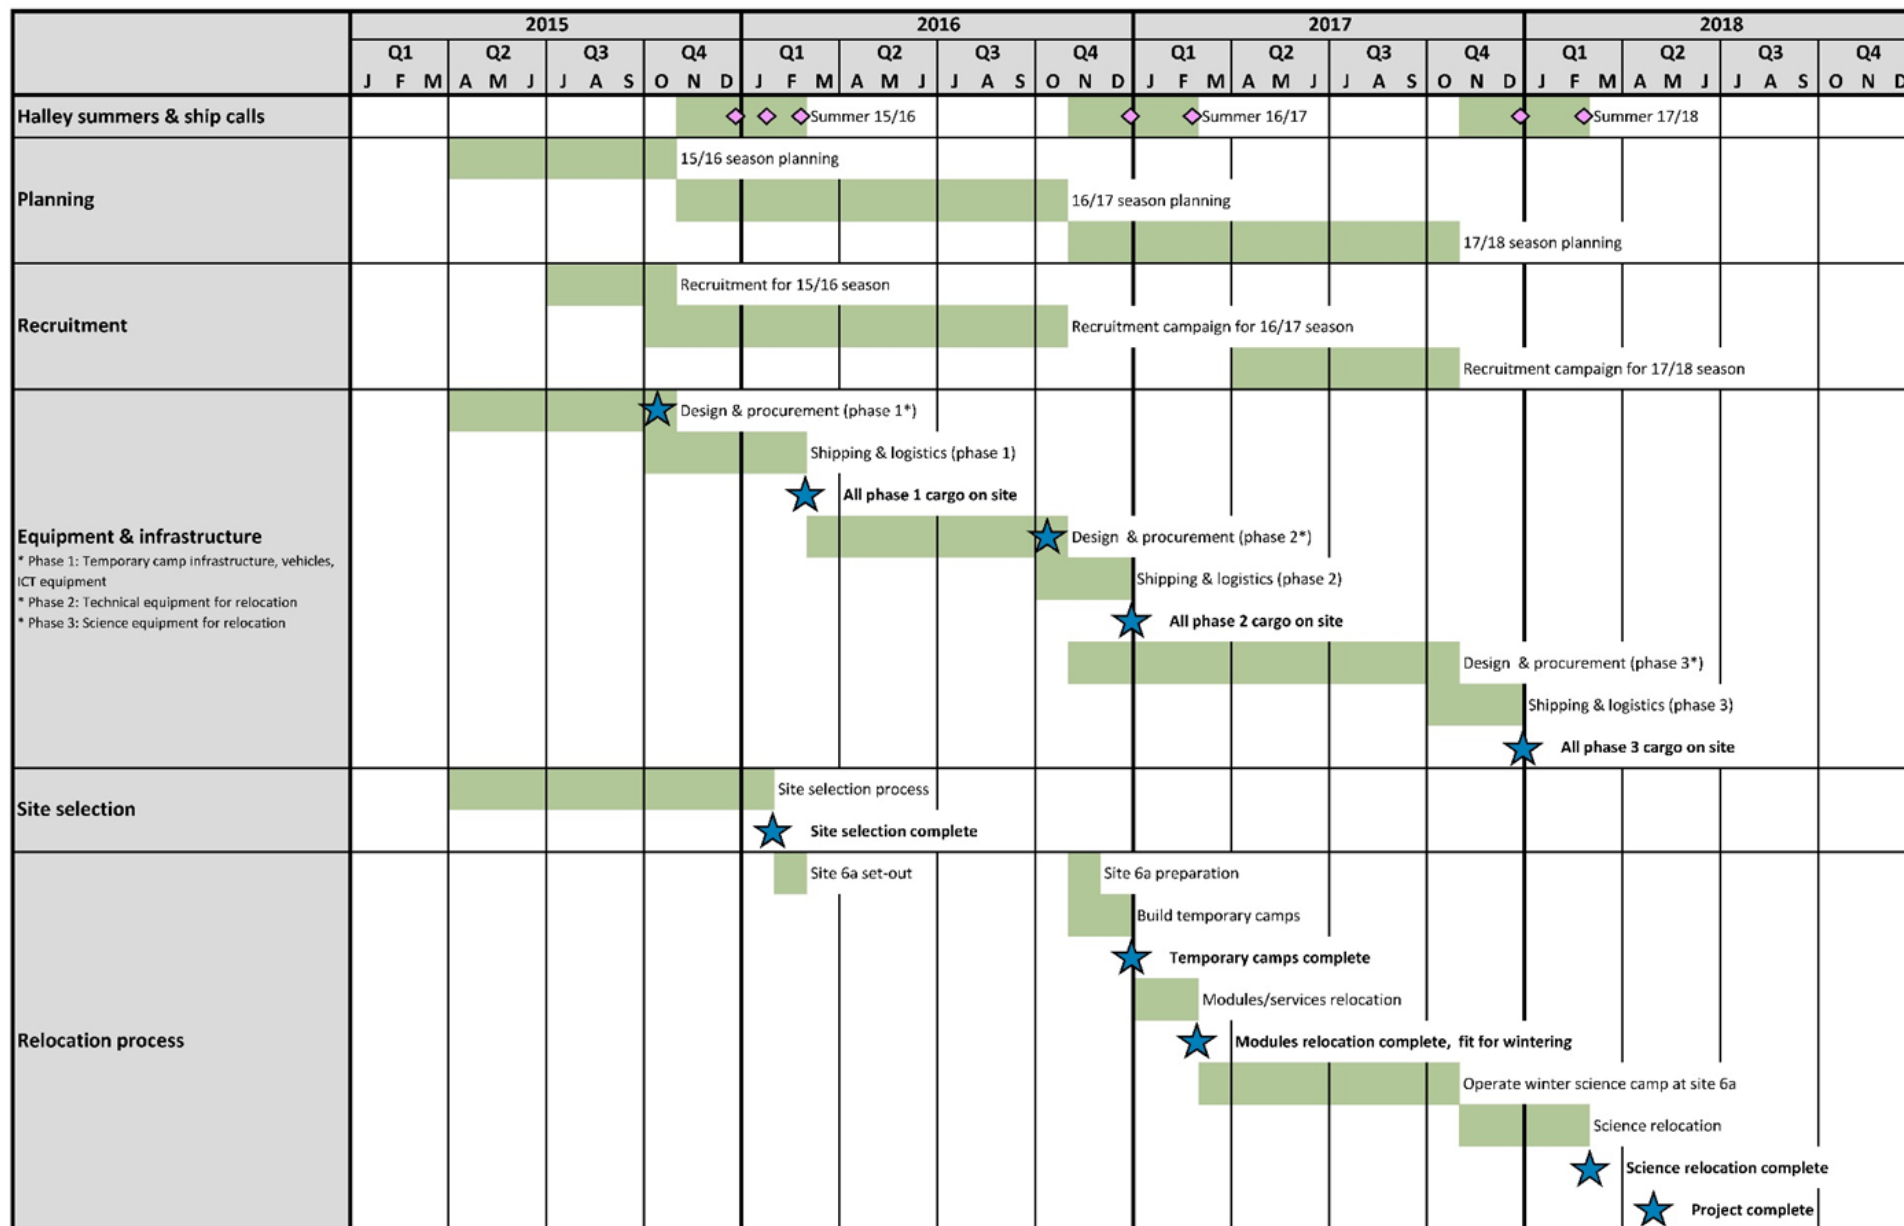 2015 2016 2017 2018
Q1 Q2 Q3 Q4 Q1 Q2 Q3 Q4 Q1 Q2 Q3 Q4 Q1 Q2 Q3 Q4
J F M A M J J A S O N D J F M A M J J A S O N D J F M A M J J A S O N D J F M A M J J A S O N D
Halley summers & ship calls Summer 15/16 Summer 16/17 Summer 17/18
Planning
15/16 season planning
16/17 season planning
17/18 season planning
Recruitment
Recruitment for 15/16 season
Recruitment campaign for 16/17 season
Recruitment campaign for 17/18 season
Equipment & infrastructure
* Phase 1: Temporary camp infrastructure, vehicles,
ICT equipment
* Phase 2: Technical equipment for relocation
* Phase 3: Science equipment for relocation
Design & procurement (phase 1*)
Shipping & logistics (phase 1)
All phase 1 cargo on site
Design & procurement (phase 2*)
Shipping & logistics (phase 2)
All phase 2 cargo on site
Design & procurement (phase 3*)
Shipping & logistics (phase 3)
All phase 3 cargo on site
Site selection
Site selection process
Site selection complete
Relocation process
Site 6a set-out Site 6a preparation
Build temporary camps
Temporary camps complete
Modules/services relocation
Modules relocation complete, fit for wintering
Operate winter science camp at site 6a
Science relocation
Science relocation complete
Project complete